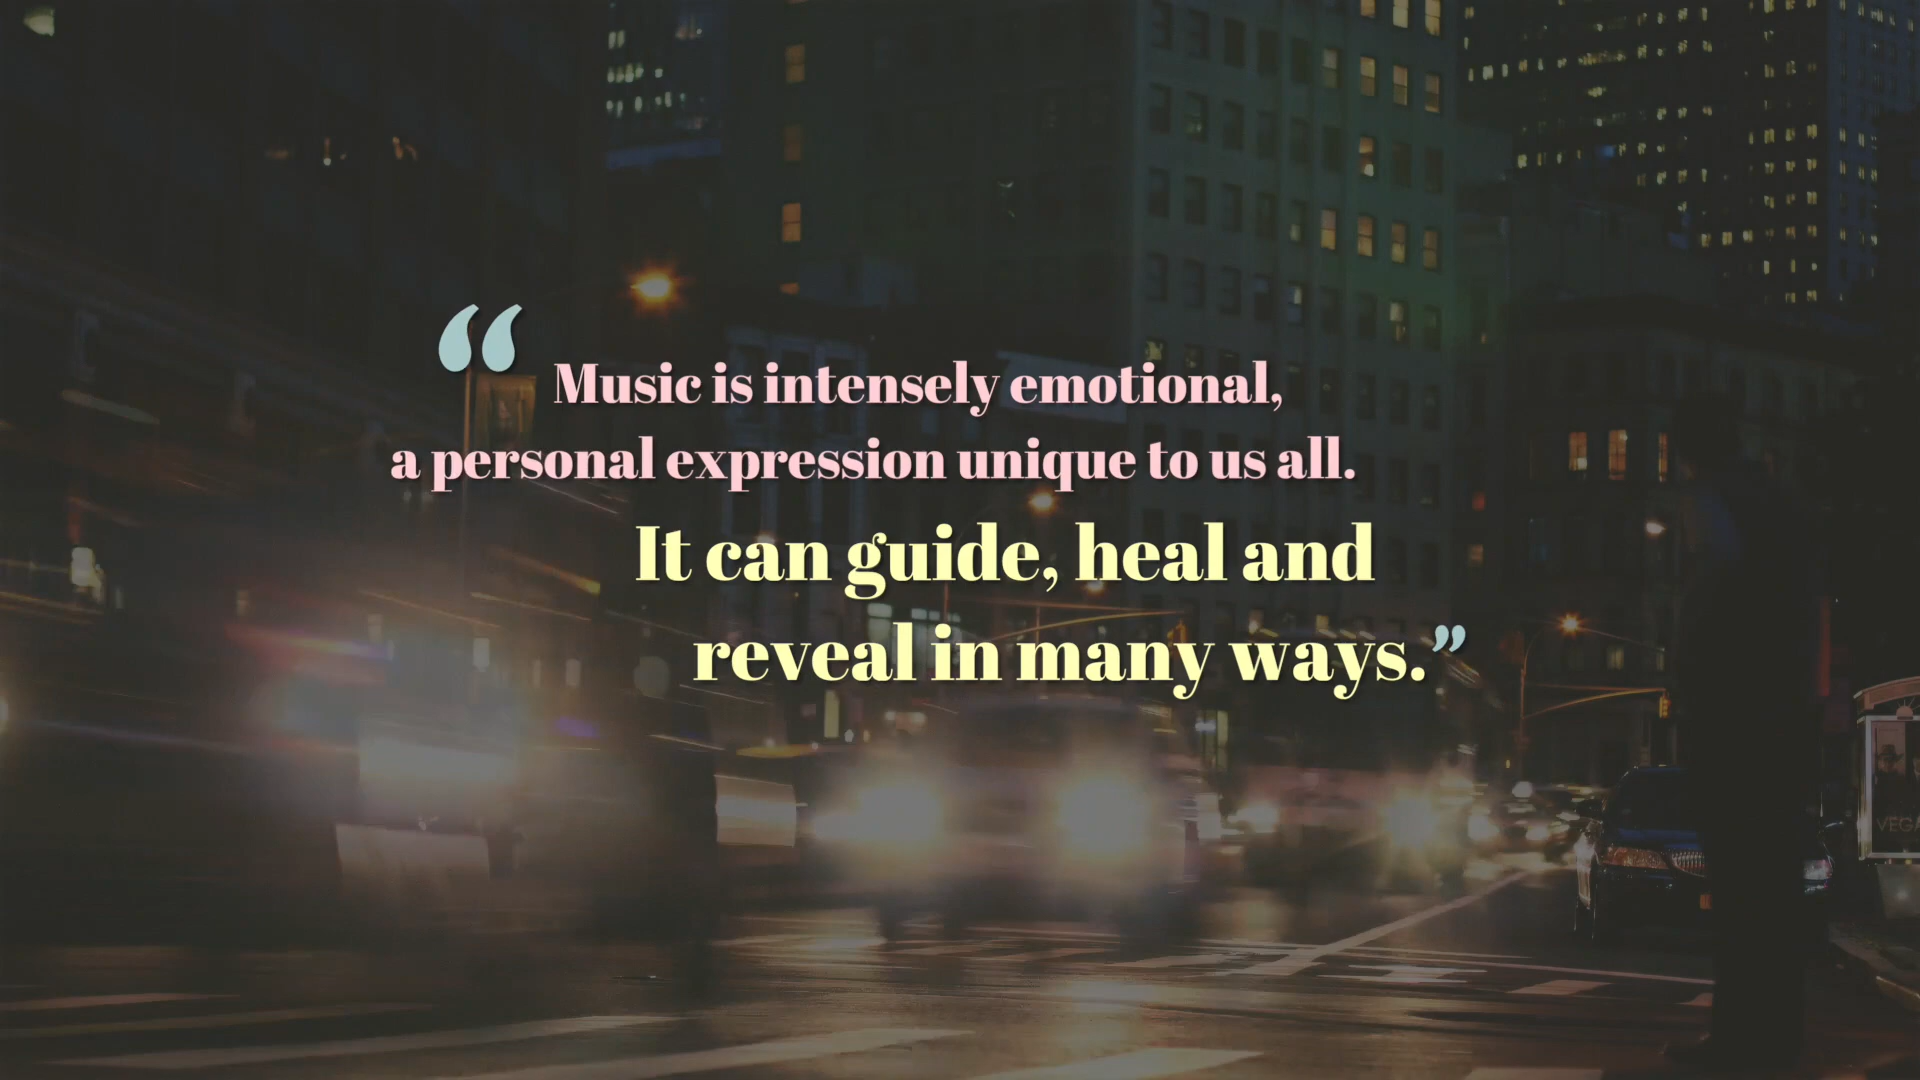 “Music is intensely emotional,
a personal expression unique to us all.
It can guide, heal and
reveal in many ways.”